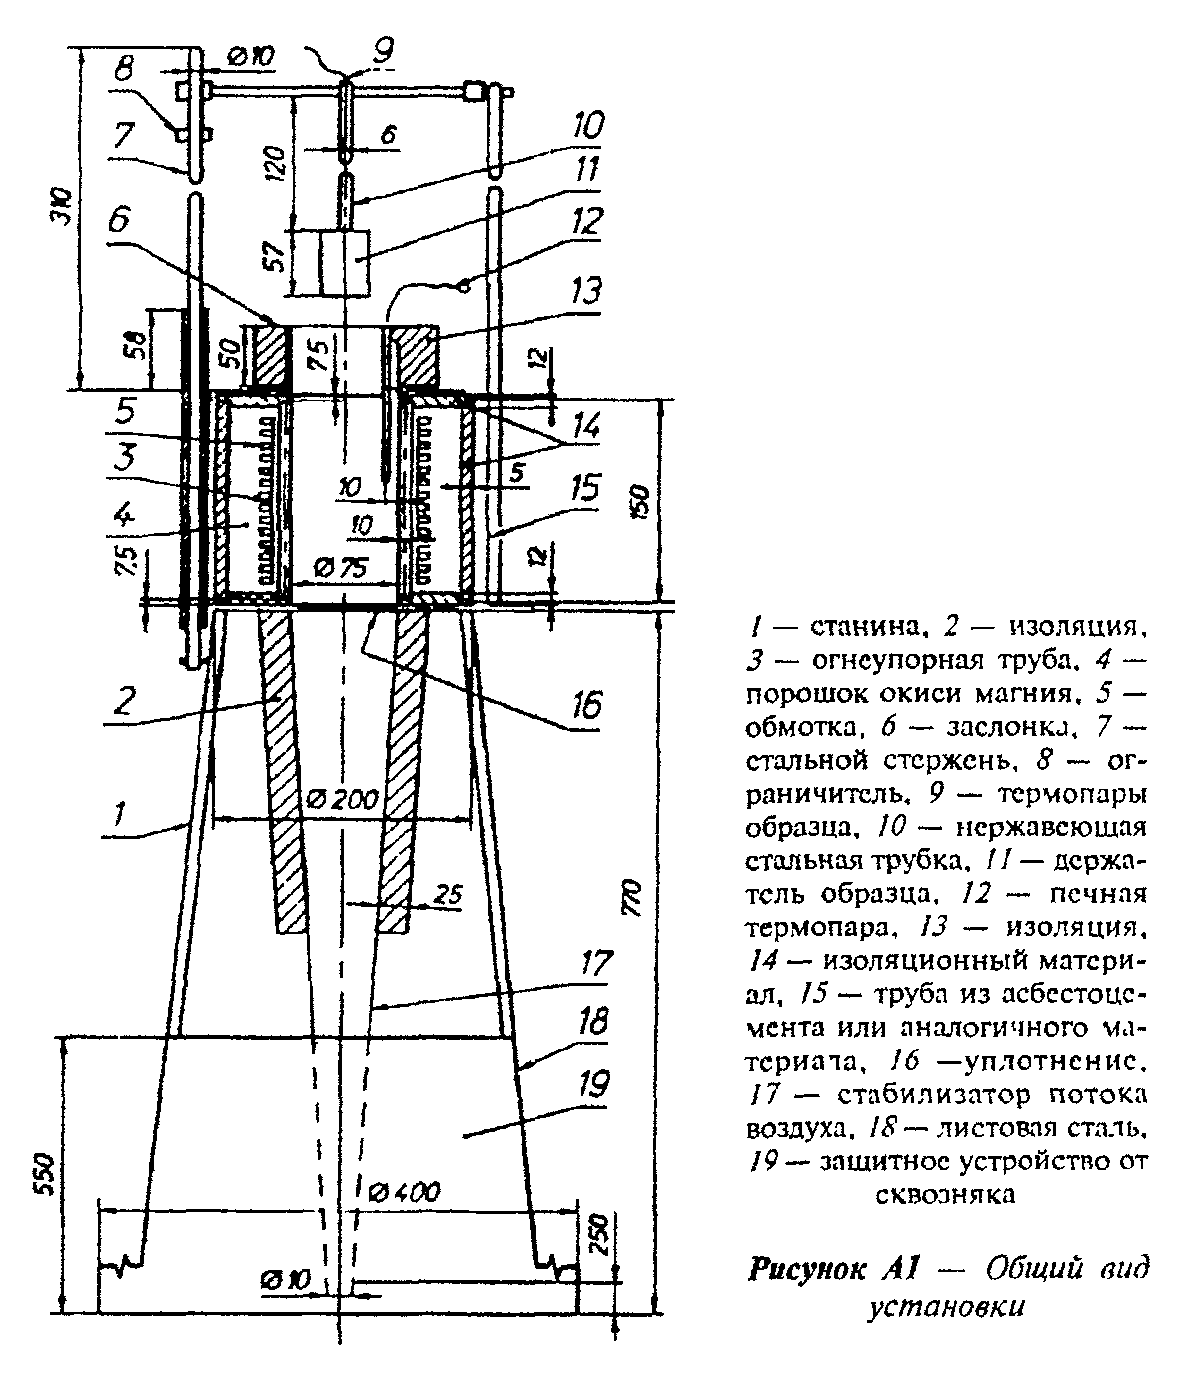 310
Ø10
8
7
6
9
6
120
57
10
11
12
13
58
50
75
12
5
3
4
7,5
14
5
15
150
10
10
12
Ø75
2
16
1
Ø200
25
770
17
18
19
550
Ø400
250
Ø10
1 — станина, 2 — изоляция,
3 — огнеупорная труба, 4 —
порошок окиси магния, 5 —
обмотка, 6 — заслонка, 7 —
стальной стержень, 8 — ог-
раничитель, 9 — термопары
образца, 10 — нержавеющая
стальная трубка, 11 — держа-
тель образца, 12 — печная
термопара, 13 — изоляция,
14 — изоляционный матери-
ал, 15 — труба из асбестоце-
мента или аналогичного ма-
териала, 16 —уплотнение,
17 — стабилизатор потока
воздуха, 18 — листовая сталь,
19 — защитное устройство от
сквозняка
Рисунок А1 — Общий вид
установки